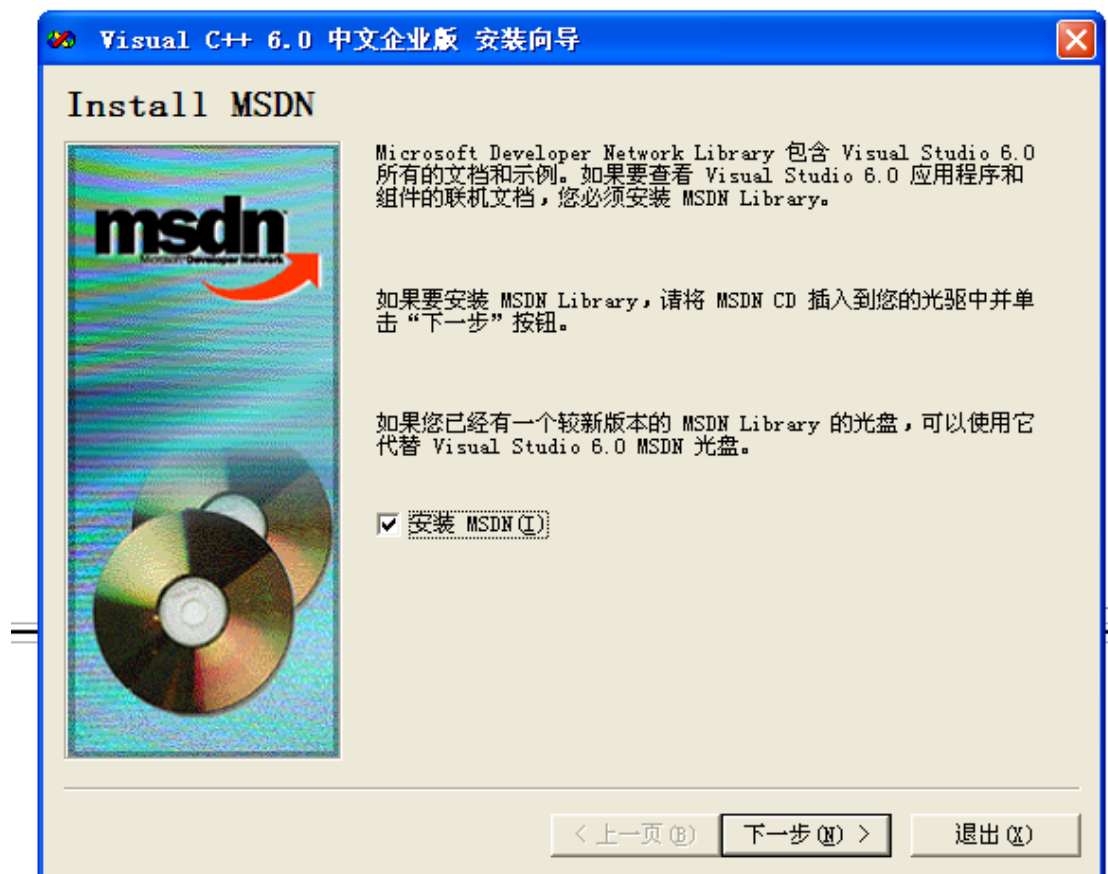 Visual C++ 6.0 中文企业版 安装向导
Install MSDN
msdn
Microsoft Developer Network
Microsoft Developer Network Library 包含 Visual Studio 6.0
所有的文档和示例。如果要查看 Visual Studio 6.0 应用程序和
组件的联机文档，您必须安装 MSDN Library。
如果要安装 MSDN Library，请将 MSDN CD 插入到您的光驱中并单
击“下一步”按钮。
如果您已经有一个较新版本的 MSDN Library 的光盘，可以使用它
代替 Visual Studio 6.0 MSDN 光盘。
安装 MSDN(I)
< 上一页(B)
下一步(N) >
退出(X)